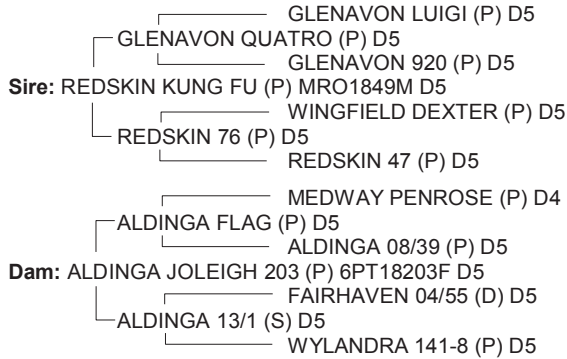 GLENAVON LUIGI (P) D5
GLENAVON QUATRO (P) D5
GLENAVON 920 (P) D5
Sire: REDSKIN KUNG FU (P) MRO1849M D5
WINGFIELD DEXTER (P) D5
REDSKIN 76 (P) D5
REDSKIN 47 (P) D5
MEDWAY PENROSE (P) D4
ALDINGA FLAG (P) D5
ALDINGA 08/39 (P) D5
Dam: ALDINGA JOLEIGH 203 (P) 6PT18203F D5
FAIRHAVEN 04/55 (D) D5
ALDINGA 13/1 (S) D5
WYLANDRA 141-8 (P) D5